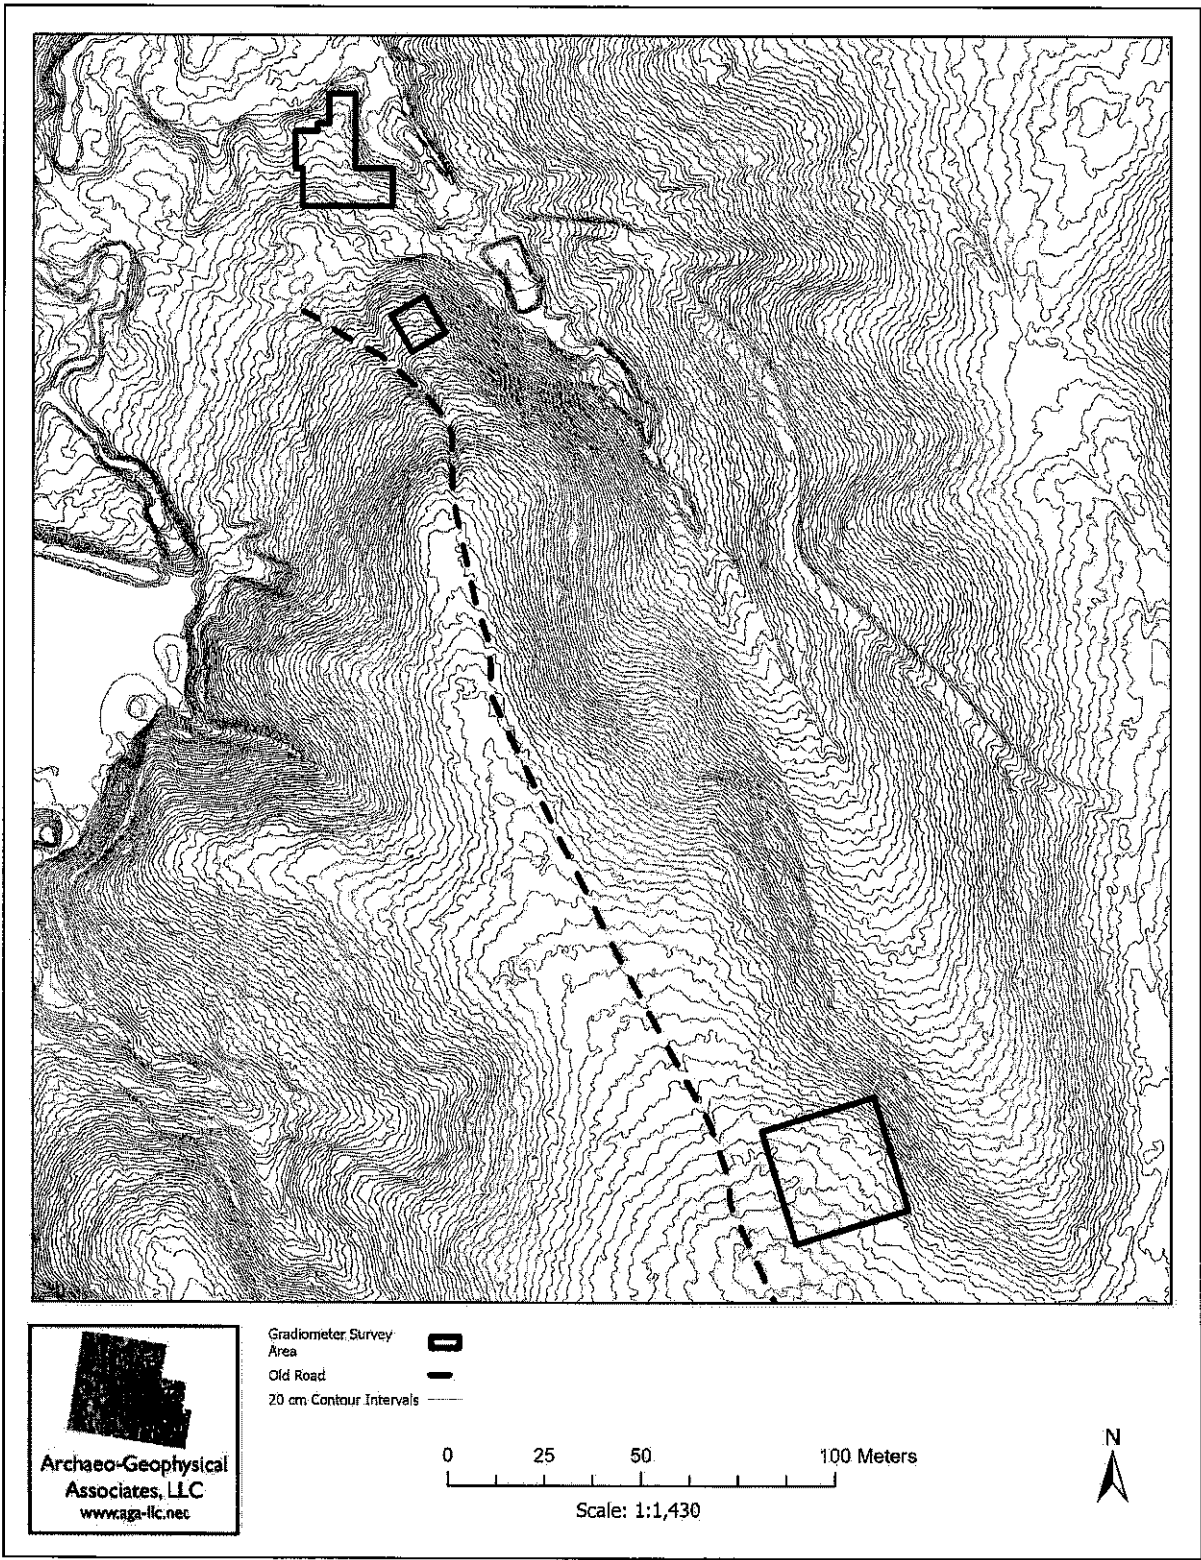 Gradiometer Survey
Area
Old Road
20 cm Contour Intervals
Archaeo-Geophysical
Associates, LLC
www.aga-llc.net
0 25 50 100 Meters
Scale: 1:1,430
N